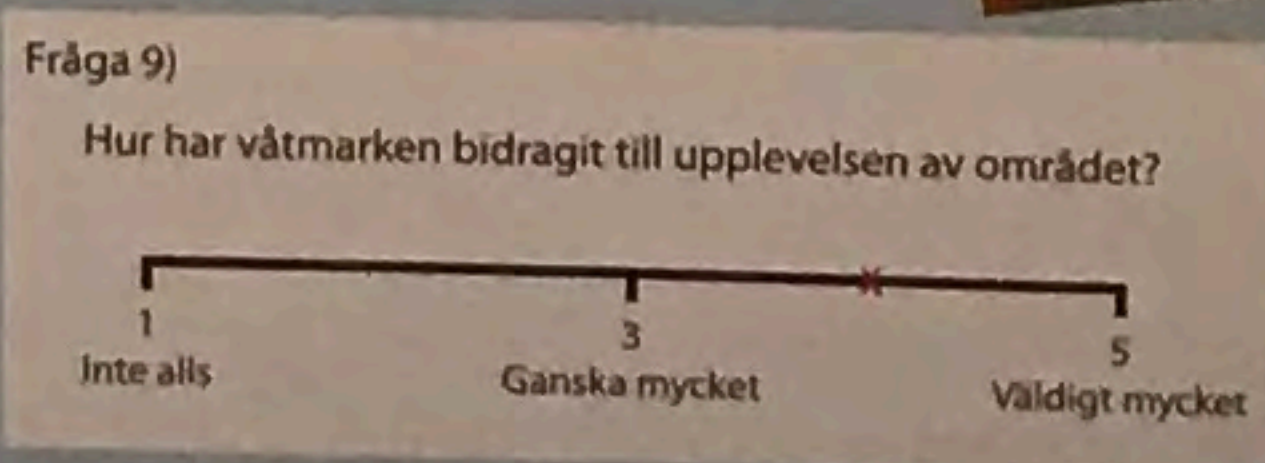 Fråga 9)
Hur har våtmarken bidragit till upplevelsen av området?
1 3 5
Inte alls Ganska mycket Väldigt mycket